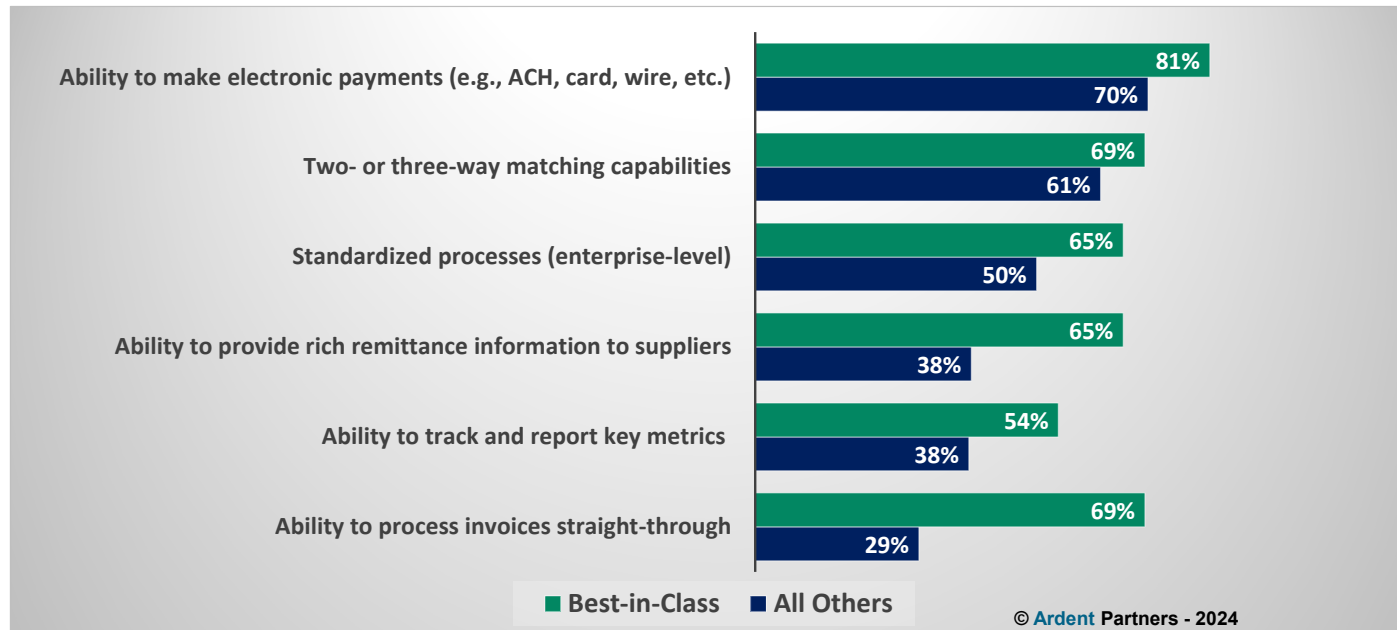 Ability to make electronic payments (e.g., ACH, card, wire, etc.)
81%
70%
Two- or three-way matching capabilities
69%
61%
Standardized processes (enterprise-level)
65%
50%
Ability to provide rich remittance information to suppliers
65%
38%
Ability to track and report key metrics
54%
38%
Ability to process invoices straight-through
69%
29%
Best-in-Class All Others
© Ardent Partners - 2024